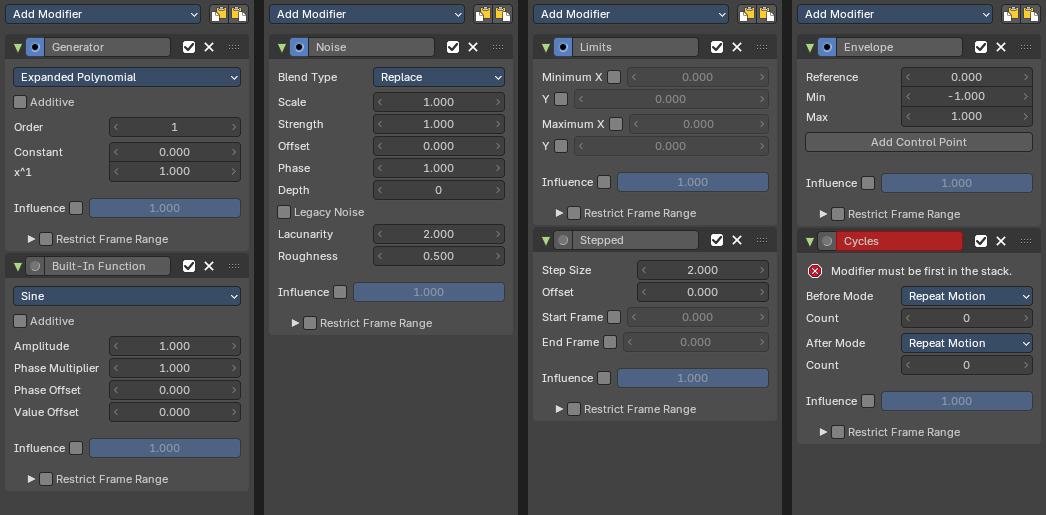 Add Modifier
Generator
Expanded Polynomial
Additive
Order 1
Constant 0.000
x^1 1.000
Influence 1.000
Restrict Frame Range
Built-In Function
Sine
Additive
Amplitude 1.000
Phase Multiplier 1.000
Phase Offset 0.000
Value Offset 0.000
Influence 1.000
Restrict Frame Range
Add Modifier
Noise
Blend Type Replace
Scale 1.000
Strength 1.000
Offset 0.000
Phase 1.000
Depth 0
Legacy Noise
Lacunarity 2.000
Roughness 0.500
Influence 1.000
Restrict Frame Range
Add Modifier
Limits
Minimum X 0.000
Y 0.000
Maximum X 0.000
Y 0.000
Influence 1.000
Restrict Frame Range
Stepped
Step Size 2.000
Offset 0.000
Start Frame 0.000
End Frame 0.000
Influence 1.000
Restrict Frame Range
Add Modifier
Envelope
Reference 0.000
Min -1.000
Max 1.000
Add Control Point
Influence 1.000
Restrict Frame Range
Cycles
Modifier must be first in the stack.
Before Mode Repeat Motion
Count 0
After Mode Repeat Motion
Count 0
Influence 1.000
Restrict Frame Range